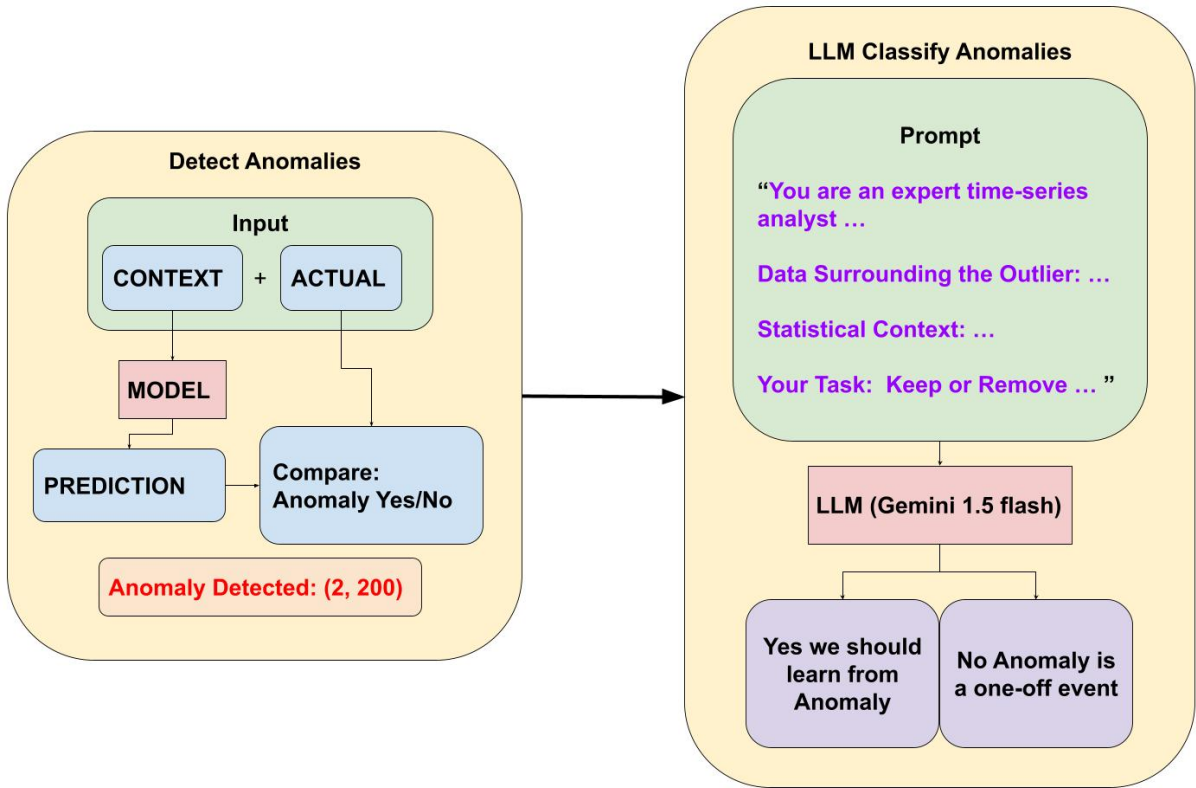 Detect Anomalies
Input
CONTEXT + ACTUAL
MODEL
PREDICTION
Compare:
Anomaly Yes/No
Anomaly Detected: (2, 200)
LLM Classify Anomalies
Prompt
“You are an expert time-series
analyst …
Data Surrounding the Outlier: …
Statistical Context: …
Your Task: Keep or Remove … ”
LLM (Gemini 1.5 flash)
Yes we should
learn from
Anomaly
No Anomaly is
a one-off event